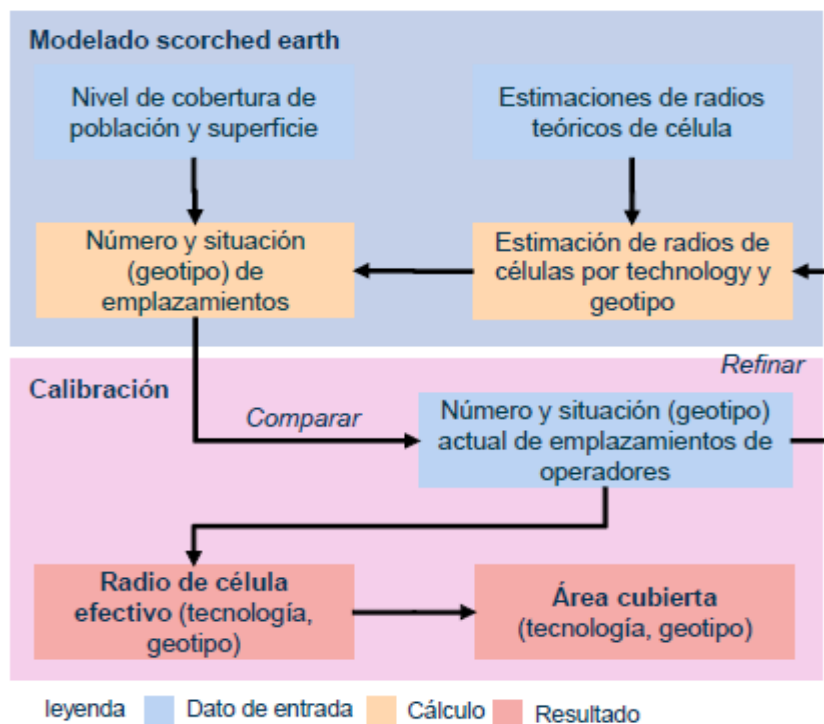 Modelado scorched earth
Nivel de cobertura de
población y superficie
Estimaciones de radios
teóricos de célula
Número y situación
(geotipo) de
emplazamientos
Estimación de radios de
células por technology y
geotipo
Refinar
Calibración
Comparar
Número y situación (geotipo)
actual de emplazamientos de
operadores
Radio de célula
efectivo (tecnología,
geotipo)
Área cubierta
(tecnología, geotipo)
leyenda Dato de entrada Cálculo Resultado